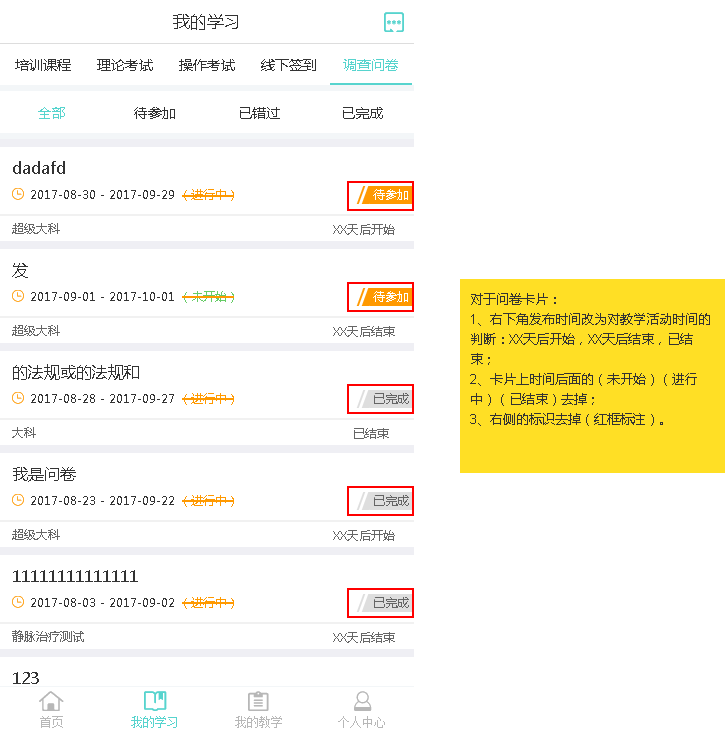 我的学习
培训课程 理论考试 操作考试 线下签到 调查问卷
全部 待参加 已错过 已完成
dadafd
2017-08-30 - 2017-09-29 (进行中) 待参加
超级大科 XX天后开始
发
2017-09-01 - 2017-10-01 (未开始) 待参加
超级大科 XX天后结束
的法规或的法规和
2017-08-28 - 2017-09-27 (进行中) 已完成
大科 已结束
我是问卷
2017-08-23 - 2017-09-22 (进行中) 已完成
超级大科 XX天后开始
11111111111111
2017-08-03 - 2017-09-02 (进行中) 已完成
静脉治疗测试 XX天后结束
123
首页 我的学习 我的教学 个人中心
对于问卷卡片：
1、右下角发布时间改为对教学活动时间的
判断：XX天后开始，XX天后结束，已结
束；
2、卡片上时间后面的（未开始）（进行
中）（已结束）去掉；
3、右侧的标识去掉（红框标注）。